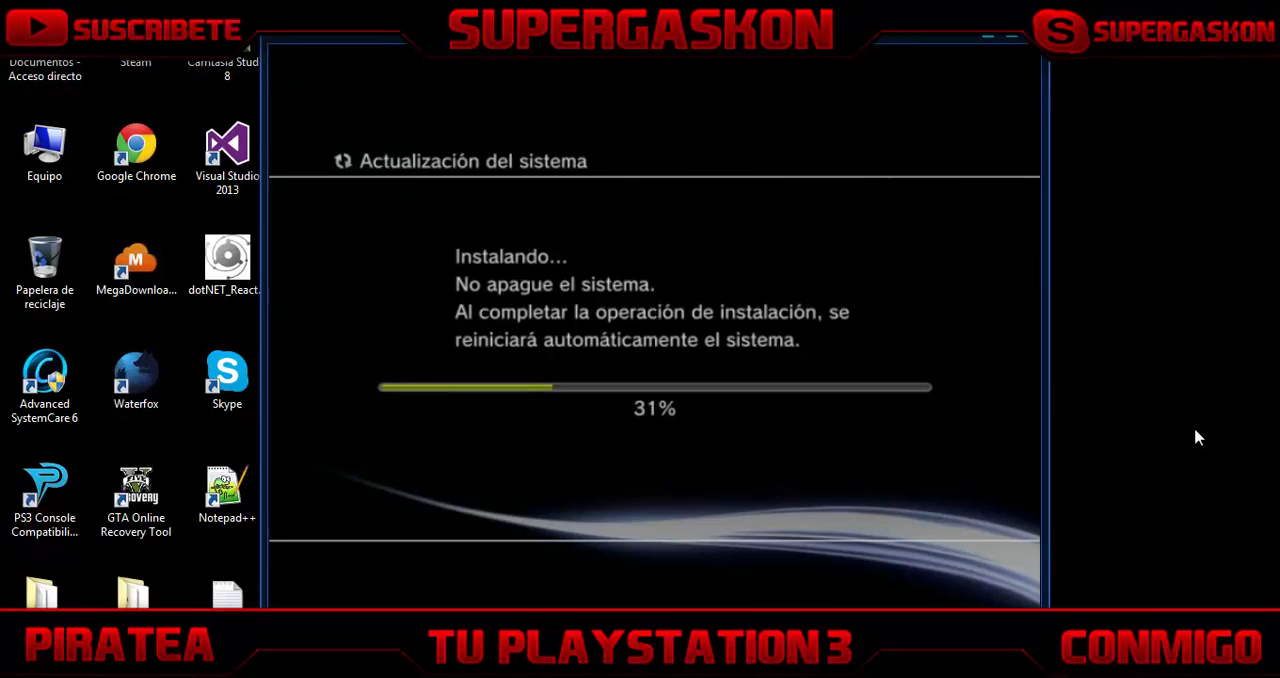 SUSCRIBETE
SUPERGASKON
SUPERGASKON
Documentos -
Acceso directo
Steam
Camtasia Stud
8
Equipo
Google Chrome
Visual Studio
2013
Papelera de
reciclaje
MegaDownloa...
dotNET_React...
Advanced
SystemCare 6
Waterfox
Skype
PS3 Console
Compatibili...
GTA Online
Recovery Tool
Notepad++
Actualización del sistema
Instalando...
No apague el sistema.
Al completar la operación de instalación, se
reiniciará automáticamente el sistema.
31%
PIRATEA
TU PLAYSTATION 3
CONMIGO